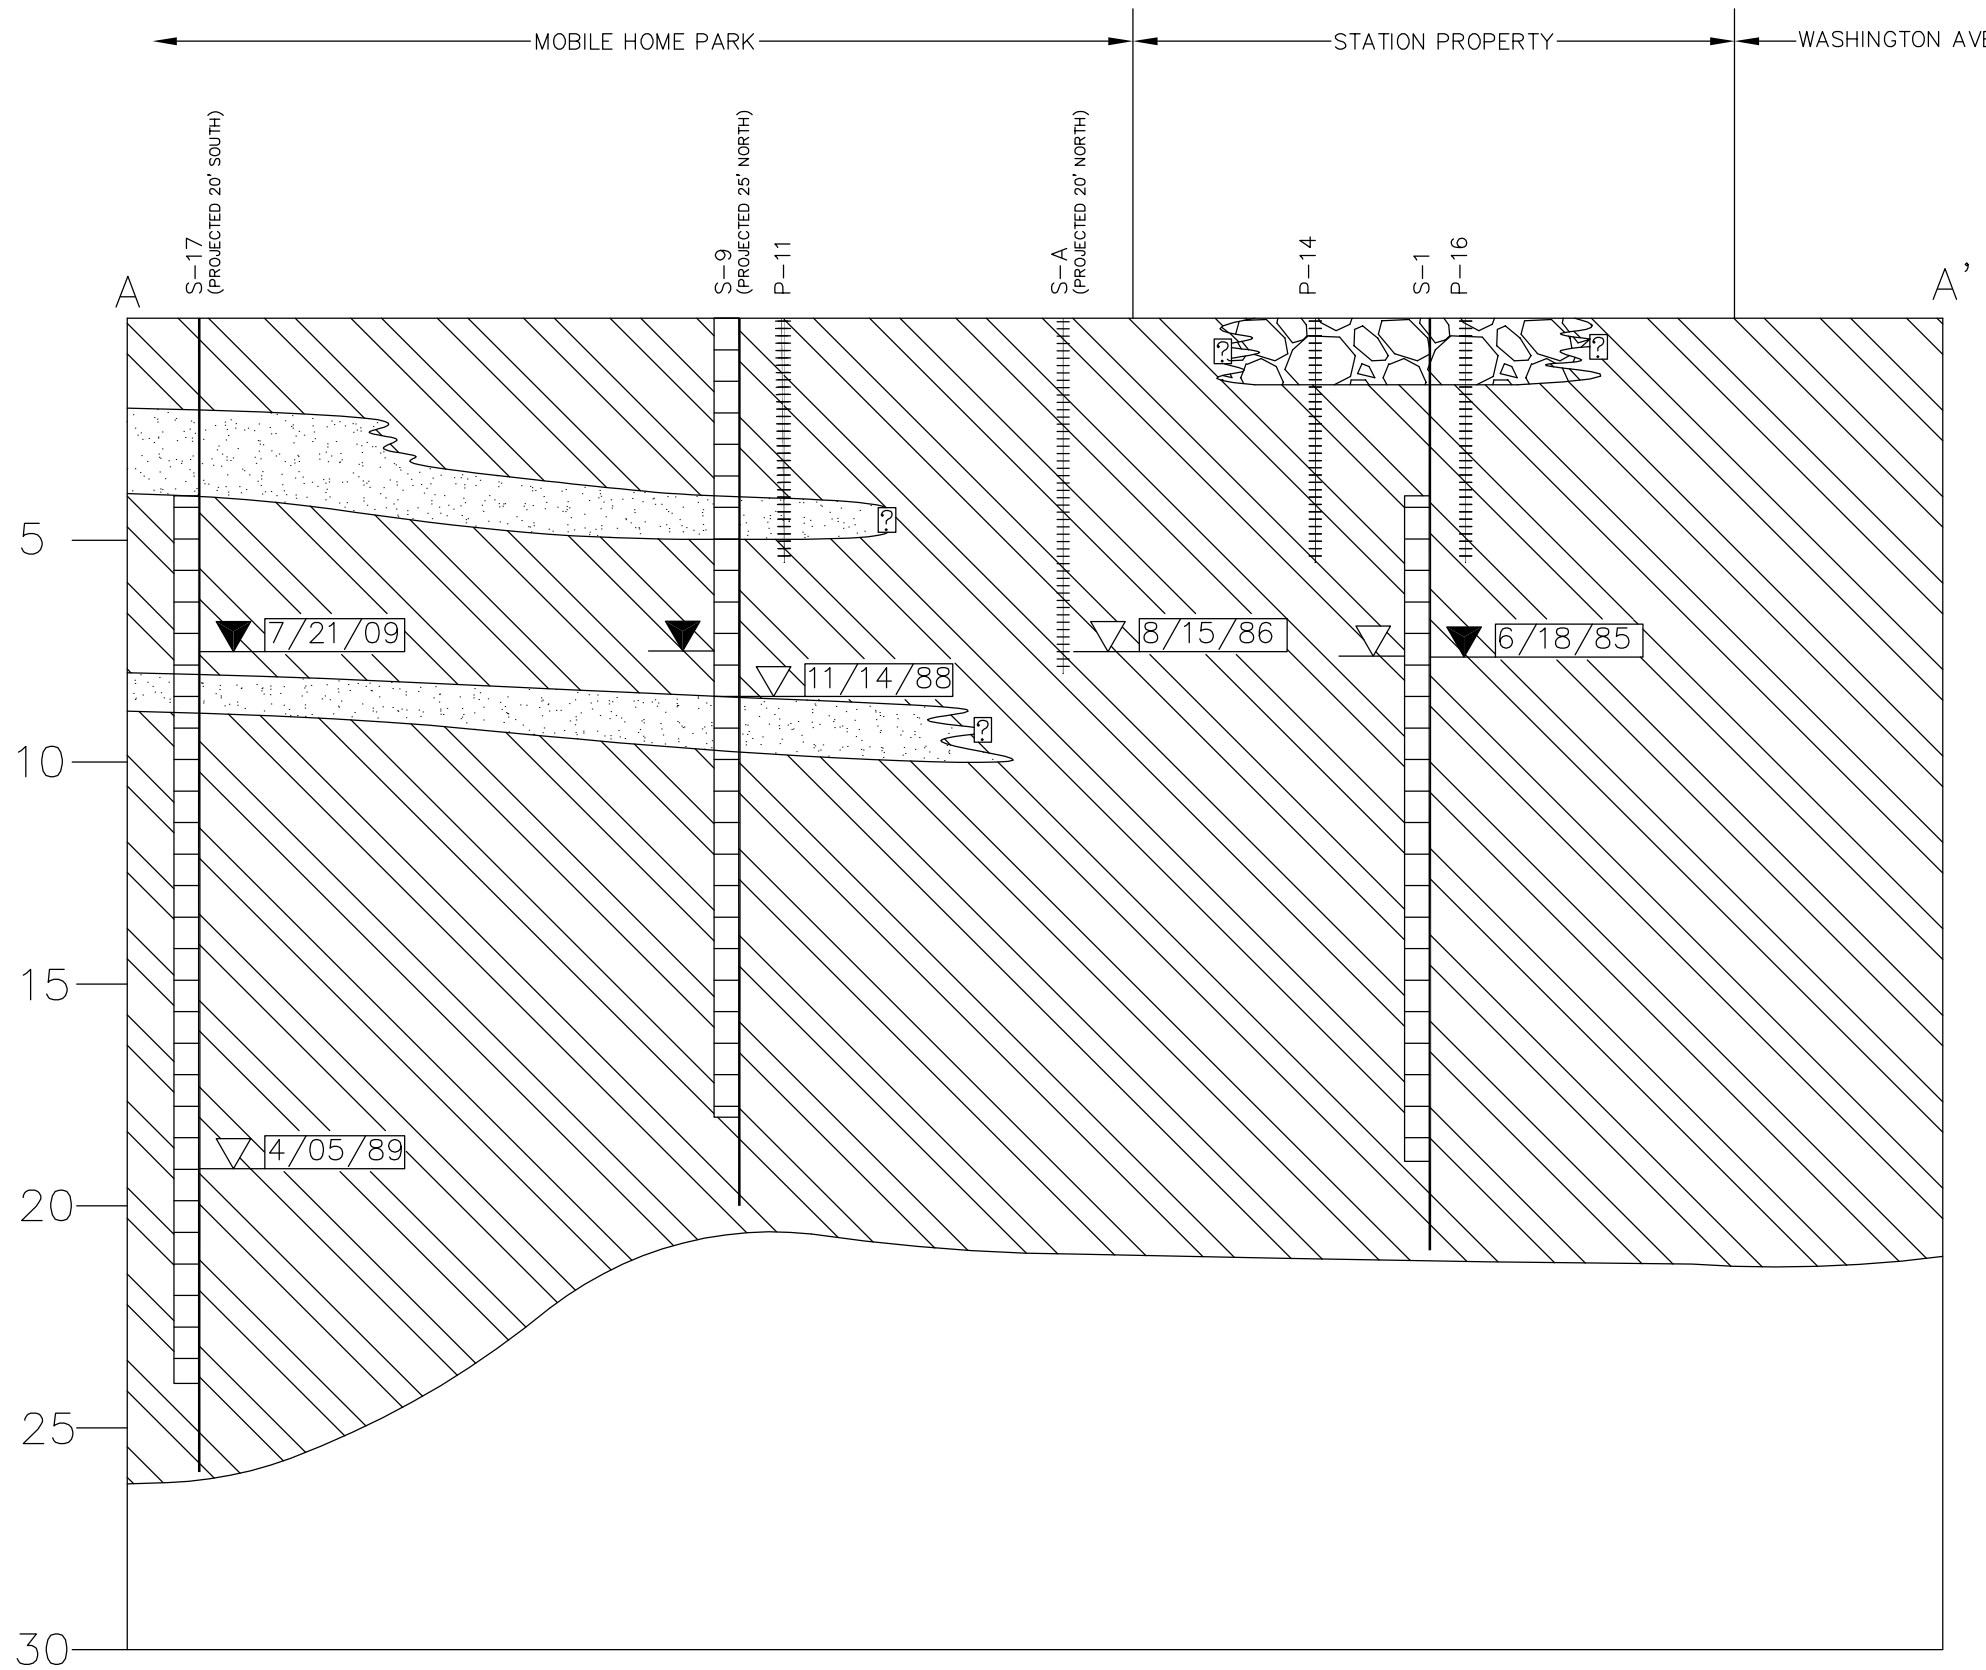 MOBILE HOME PARK
STATION PROPERTY
WASHINGTON AVE
S-17
(PROJECTED 20' SOUTH)
S-9
(PROJECTED 25' NORTH)
P-11
S-A
(PROJECTED 20' NORTH)
P-14
S-1
P-16
A
A'
?
?
?
5
7/21/09
8/15/86
6/18/85
11/14/88
?
10
15
4/05/89
20
25
30